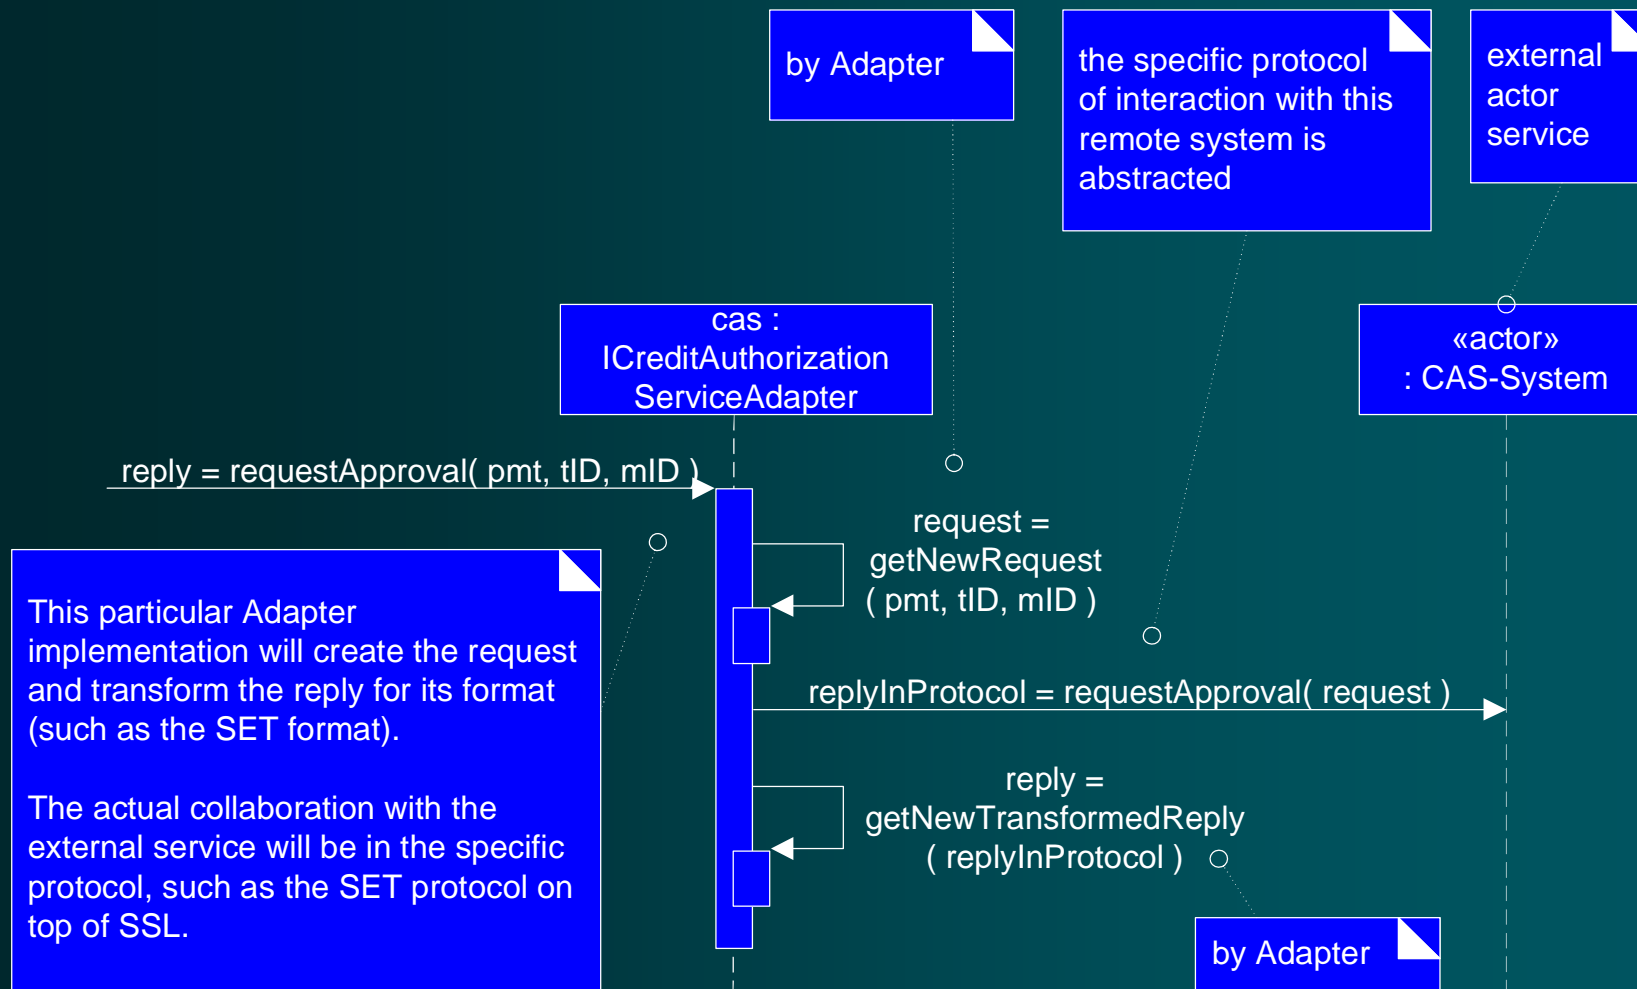 by Adapter
the specific protocol
of interaction with this
remote system is
abstracted
external
actor
service
cas :
ICreditAuthorization
ServiceAdapter
«actor»
: CAS-System
reply = requestApproval( pmt, tID, mID )
request =
getNewRequest
( pmt, tID, mID )
This particular Adapter
implementation will create the request
and transform the reply for its format
(such as the SET format).
The actual collaboration with the
external service will be in the specific
protocol, such as the SET protocol on
top of SSL.
replyInProtocol = requestApproval( request )
reply =
getNewTransformedReply
( replyInProtocol )
by Adapter